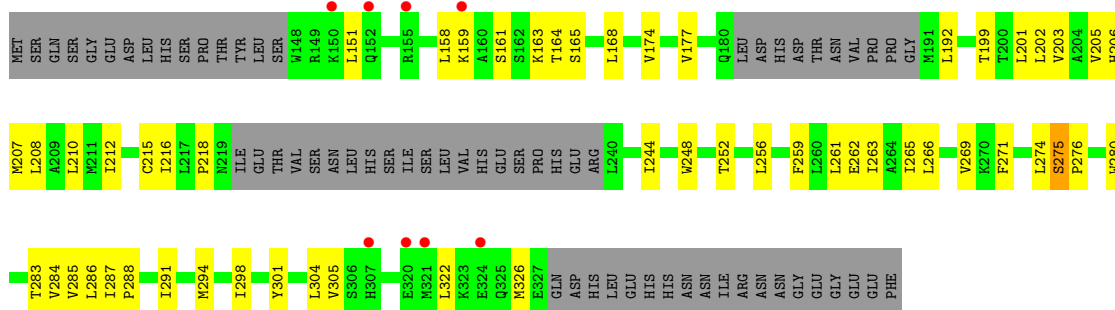 MET SER GLN SER GLY GLU ASP LEU HIS SER PRO THR TYR LEU SER W148 R149 K150 L151 Q152 R155 L158 K159 A160 S161 S162 K163 T164 S165 L168 V174 V177 Q180 LEU ASP HIS ASP THR ASN VAL PRO PRO GLY M191 L192 T199 T200 L201 L202 V203 A204 V205 H206
M207 L208 A209 L210 M211 I212 C215 I216 L217 P218 N219 ILE GLU THR VAL SER ASN LEU HIS SER ILE SER LEU VAL HIS GLU SER PRO HIS GLU ARG L240 I244 W248 T252 L256 F259 L260 L261 E262 I263 A264 I265 L266 V269 K270 F271 L274 S275 P276 W280
T283 V284 V285 L286 I287 P288 I291 M294 I298 Y301 L304 V305 S306 H307 E320 M321 L322 K323 E324 Q325 M326 E327 GLN ASP HIS LEU GLU HIS HIS ASN ASN ILE ARG ASN ASN GLY GLU GLY GLU GLU PHE